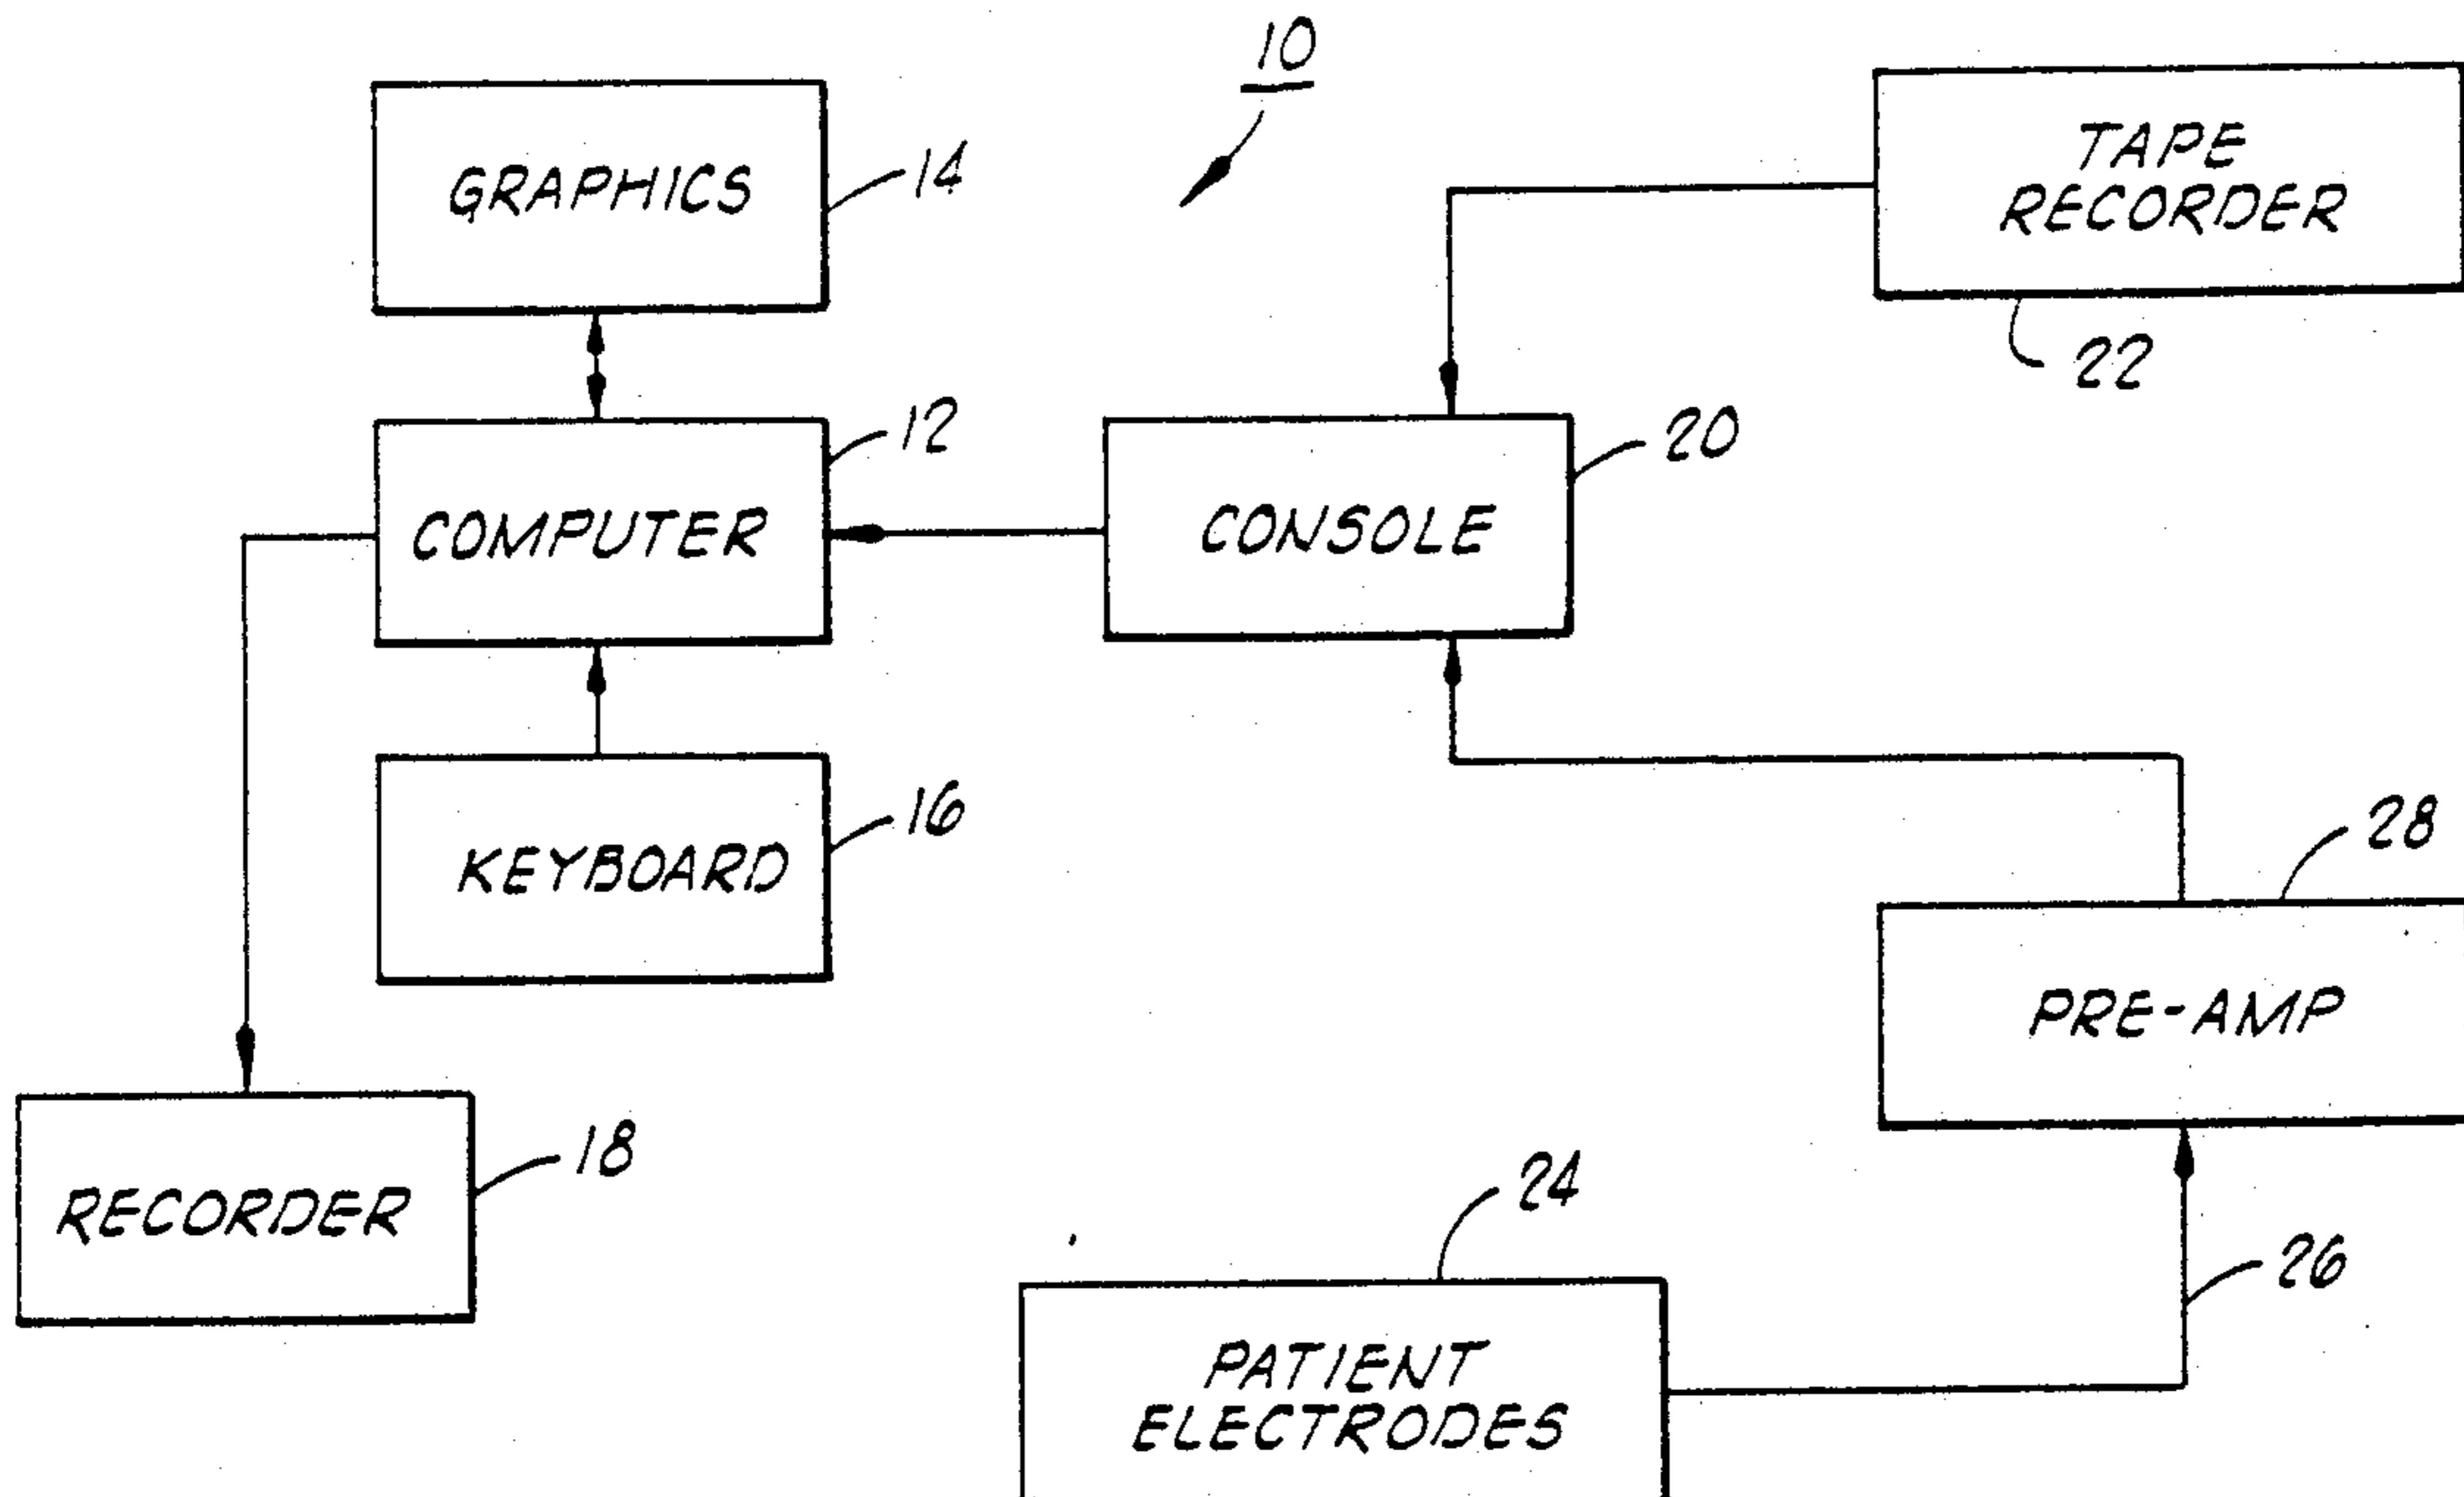 10
GRAPHICS
14
TAPE
RECORDER
22
12
COMPUTER
20
CONSOLE
16
KEYBOARD
28
PRE-AMP
18
RECORDER
24
26
PATIENT
ELECTRODES